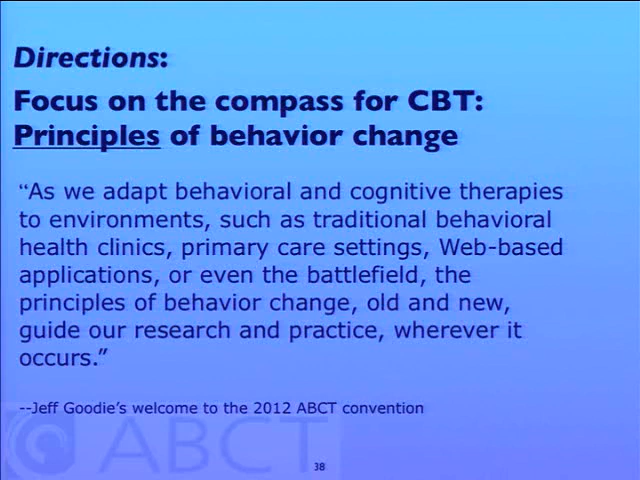 Directions:
Focus on the compass for CBT:
Principles of behavior change
“As we adapt behavioral and cognitive therapies
to environments, such as traditional behavioral
health clinics, primary care settings, Web-based
applications, or even the battlefield, the
principles of behavior change, old and new,
guide our research and practice, wherever it
occurs.”
--Jeff Goodie’s welcome to the 2012 ABCT convention
ABCT
38